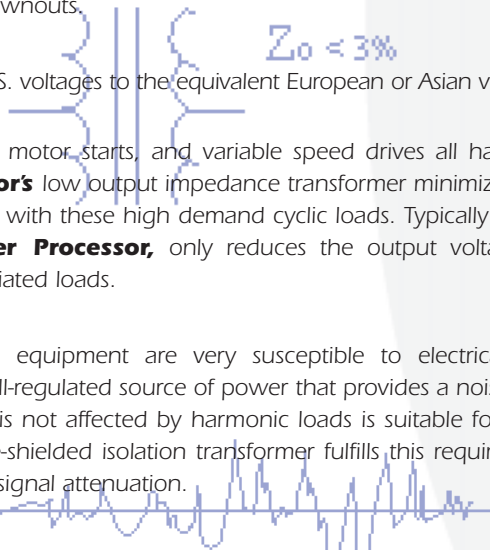 wnouts.
Zo < 3%
S. voltages to the equivalent European or Asian v
motor starts, and variable speed drives all ha
or's low output impedance transformer minimiz
with these high demand cyclic loads. Typically
er Processor, only reduces the output volta
iated loads.
equipment are very susceptible to electrica
ll-regulated source of power that provides a nois
is not affected by harmonic loads is suitable fo
-shielded isolation transformer fulfills this requir
signal attenuation.